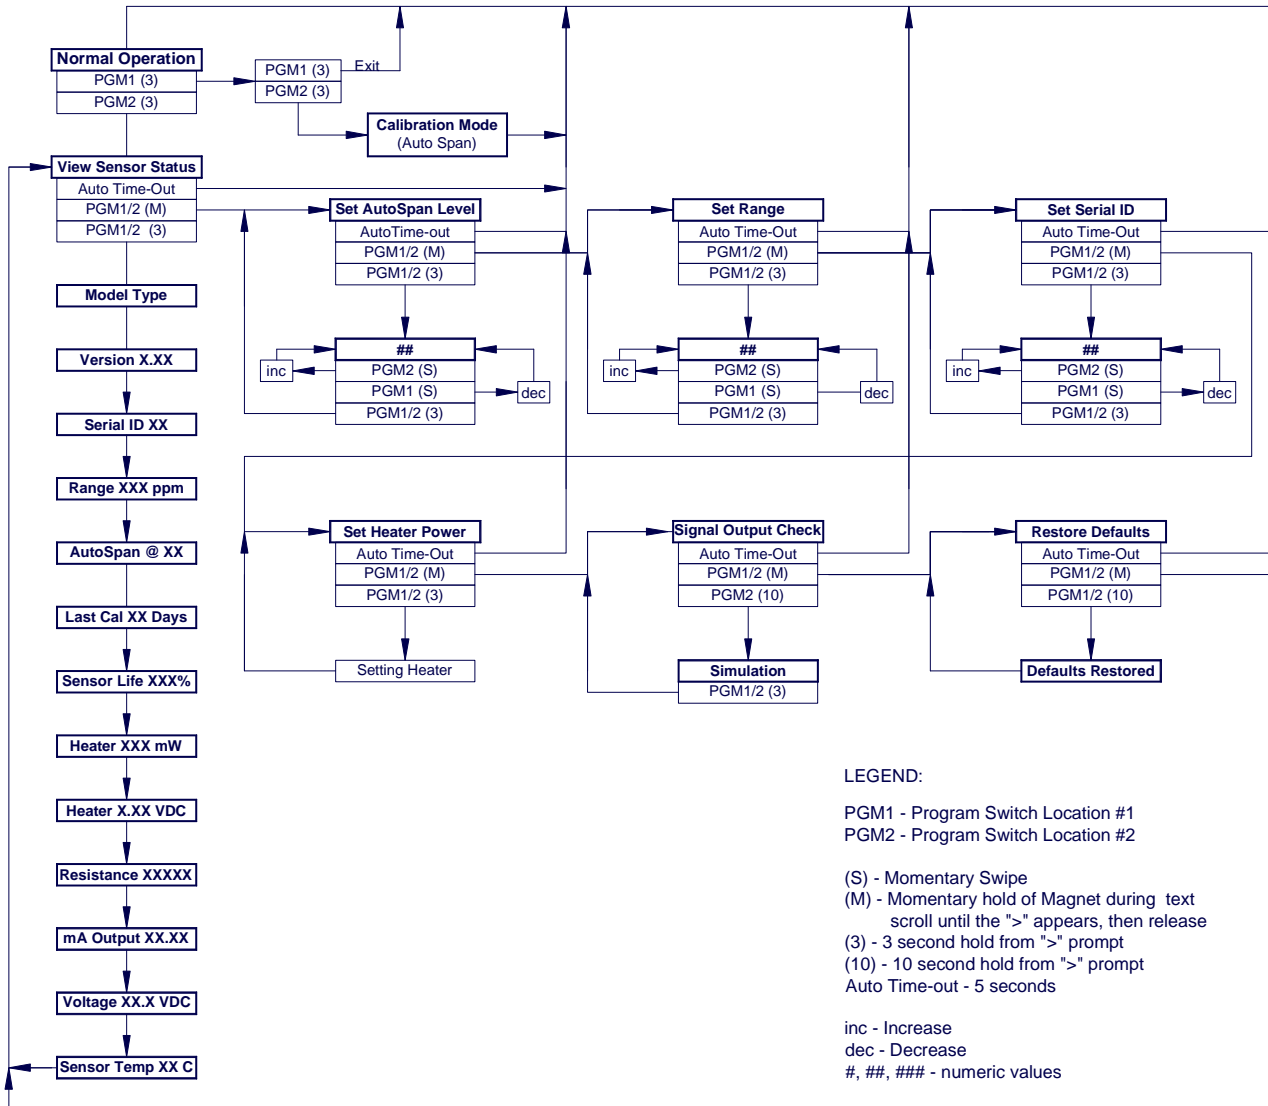 Normal Operation
PGM1 (3)
PGM2 (3)
PGM1 (3)
Exit
PGM2 (3)
Calibration Mode
(Auto Span)
View Sensor Status
Auto Time-Out
PGM1/2 (M)
PGM1/2 (3)
Set AutoSpan Level
AutoTime-out
PGM1/2 (M)
PGM1/2 (3)
##
PGM2 (S)
PGM1 (S)
PGM1/2 (3)
inc
dec
Set Range
Auto Time-Out
PGM1/2 (M)
PGM1/2 (3)
##
PGM2 (S)
PGM1 (S)
PGM1/2 (3)
inc
dec
Set Serial ID
Auto Time-Out
PGM1/2 (M)
PGM1/2 (3)
##
PGM2 (S)
PGM1 (S)
PGM1/2 (3)
inc
dec
Model Type
Version X.XX
Serial ID XX
Range XXX ppm
AutoSpan @ XX
Last Cal XX Days
Sensor Life XXX%
Heater XXX mW
Heater X.XX VDC
Resistance XXXXX
mA Output XX.XX
Voltage XX.X VDC
Sensor Temp XX C
Set Heater Power
Auto Time-Out
PGM1/2 (M)
PGM1/2 (3)
Setting Heater
Signal Output Check
Auto Time-Out
PGM1/2 (M)
PGM2 (10)
Simulation
PGM1/2 (3)
Restore Defaults
Auto Time-Out
PGM1/2 (M)
PGM1/2 (10)
Defaults Restored
LEGEND:
PGM1 - Program Switch Location #1
PGM2 - Program Switch Location #2
(S) - Momentary Swipe
(M) - Momentary hold of Magnet during text
scroll until the ">" appears, then release
(3) - 3 second hold from ">" prompt
(10) - 10 second hold from ">" prompt
Auto Time-out - 5 seconds
inc - Increase
dec - Decrease
#, ##, ### - numeric values